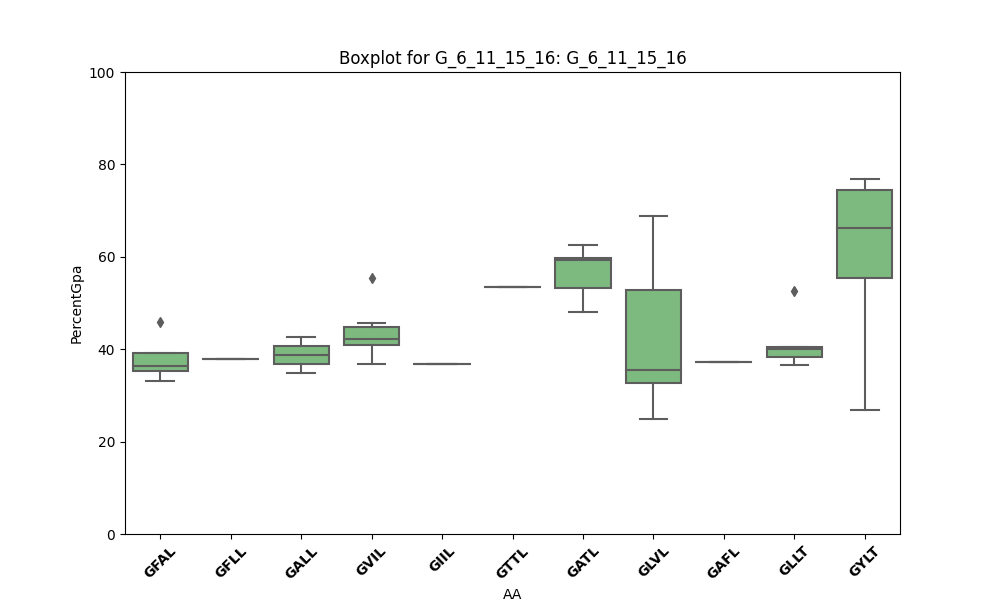 Boxplot for G_6_11_15_16: G_6_11_15_16
100
80
60
40
20
0
PercentGpa
GFAL GFLL GALL GVIL GIIL GTTL GATL GLVL GAFL GLLT GYLT
AA